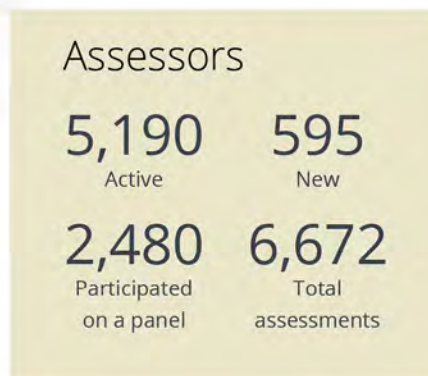 Assessors
5,190 595
Active New
2,480 6,672
Participated Total
on a panel assessments